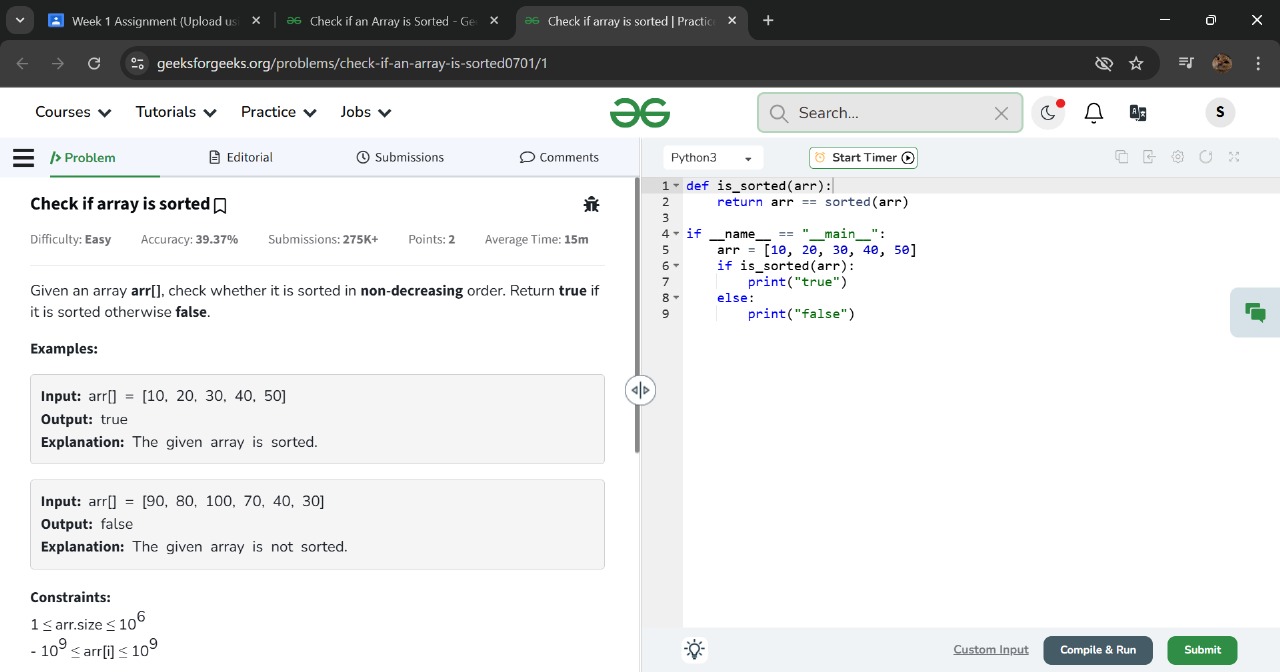 Week 1 Assignment (Upload us
Check if an Array is Sorted - Ge
Check if array is sorted | Practic
geeksforgeeks.org/problems/check-if-an-array-is-sorted0701/1
Courses
Tutorials
Practice
Jobs
Search...
S
Problem
Editorial
Submissions
Comments
Python3
Start Timer
Check if array is sorted
Difficulty: Easy
Accuracy: 39.37%
Submissions: 275K+
Points: 2
Average Time: 15m
Given an array arr[], check whether it is sorted in non-decreasing order. Return true if
it is sorted otherwise false.
Examples:
Input: arr[] = [10, 20, 30, 40, 50]
Output: true
Explanation: The given array is sorted.
Input: arr[] = [90, 80, 100, 70, 40, 30]
Output: false
Explanation: The given array is not sorted.
Constraints:
1 ≤ arr.size ≤ 10^6
- 10^9 ≤ arr[i] ≤ 10^9
1 def is_sorted(arr):
2     return arr == sorted(arr)
3
4 if __name__ == "__main__":
5     arr = [10, 20, 30, 40, 50]
6     if is_sorted(arr):
7         print("true")
8     else:
9         print("false")
Custom Input
Compile & Run
Submit